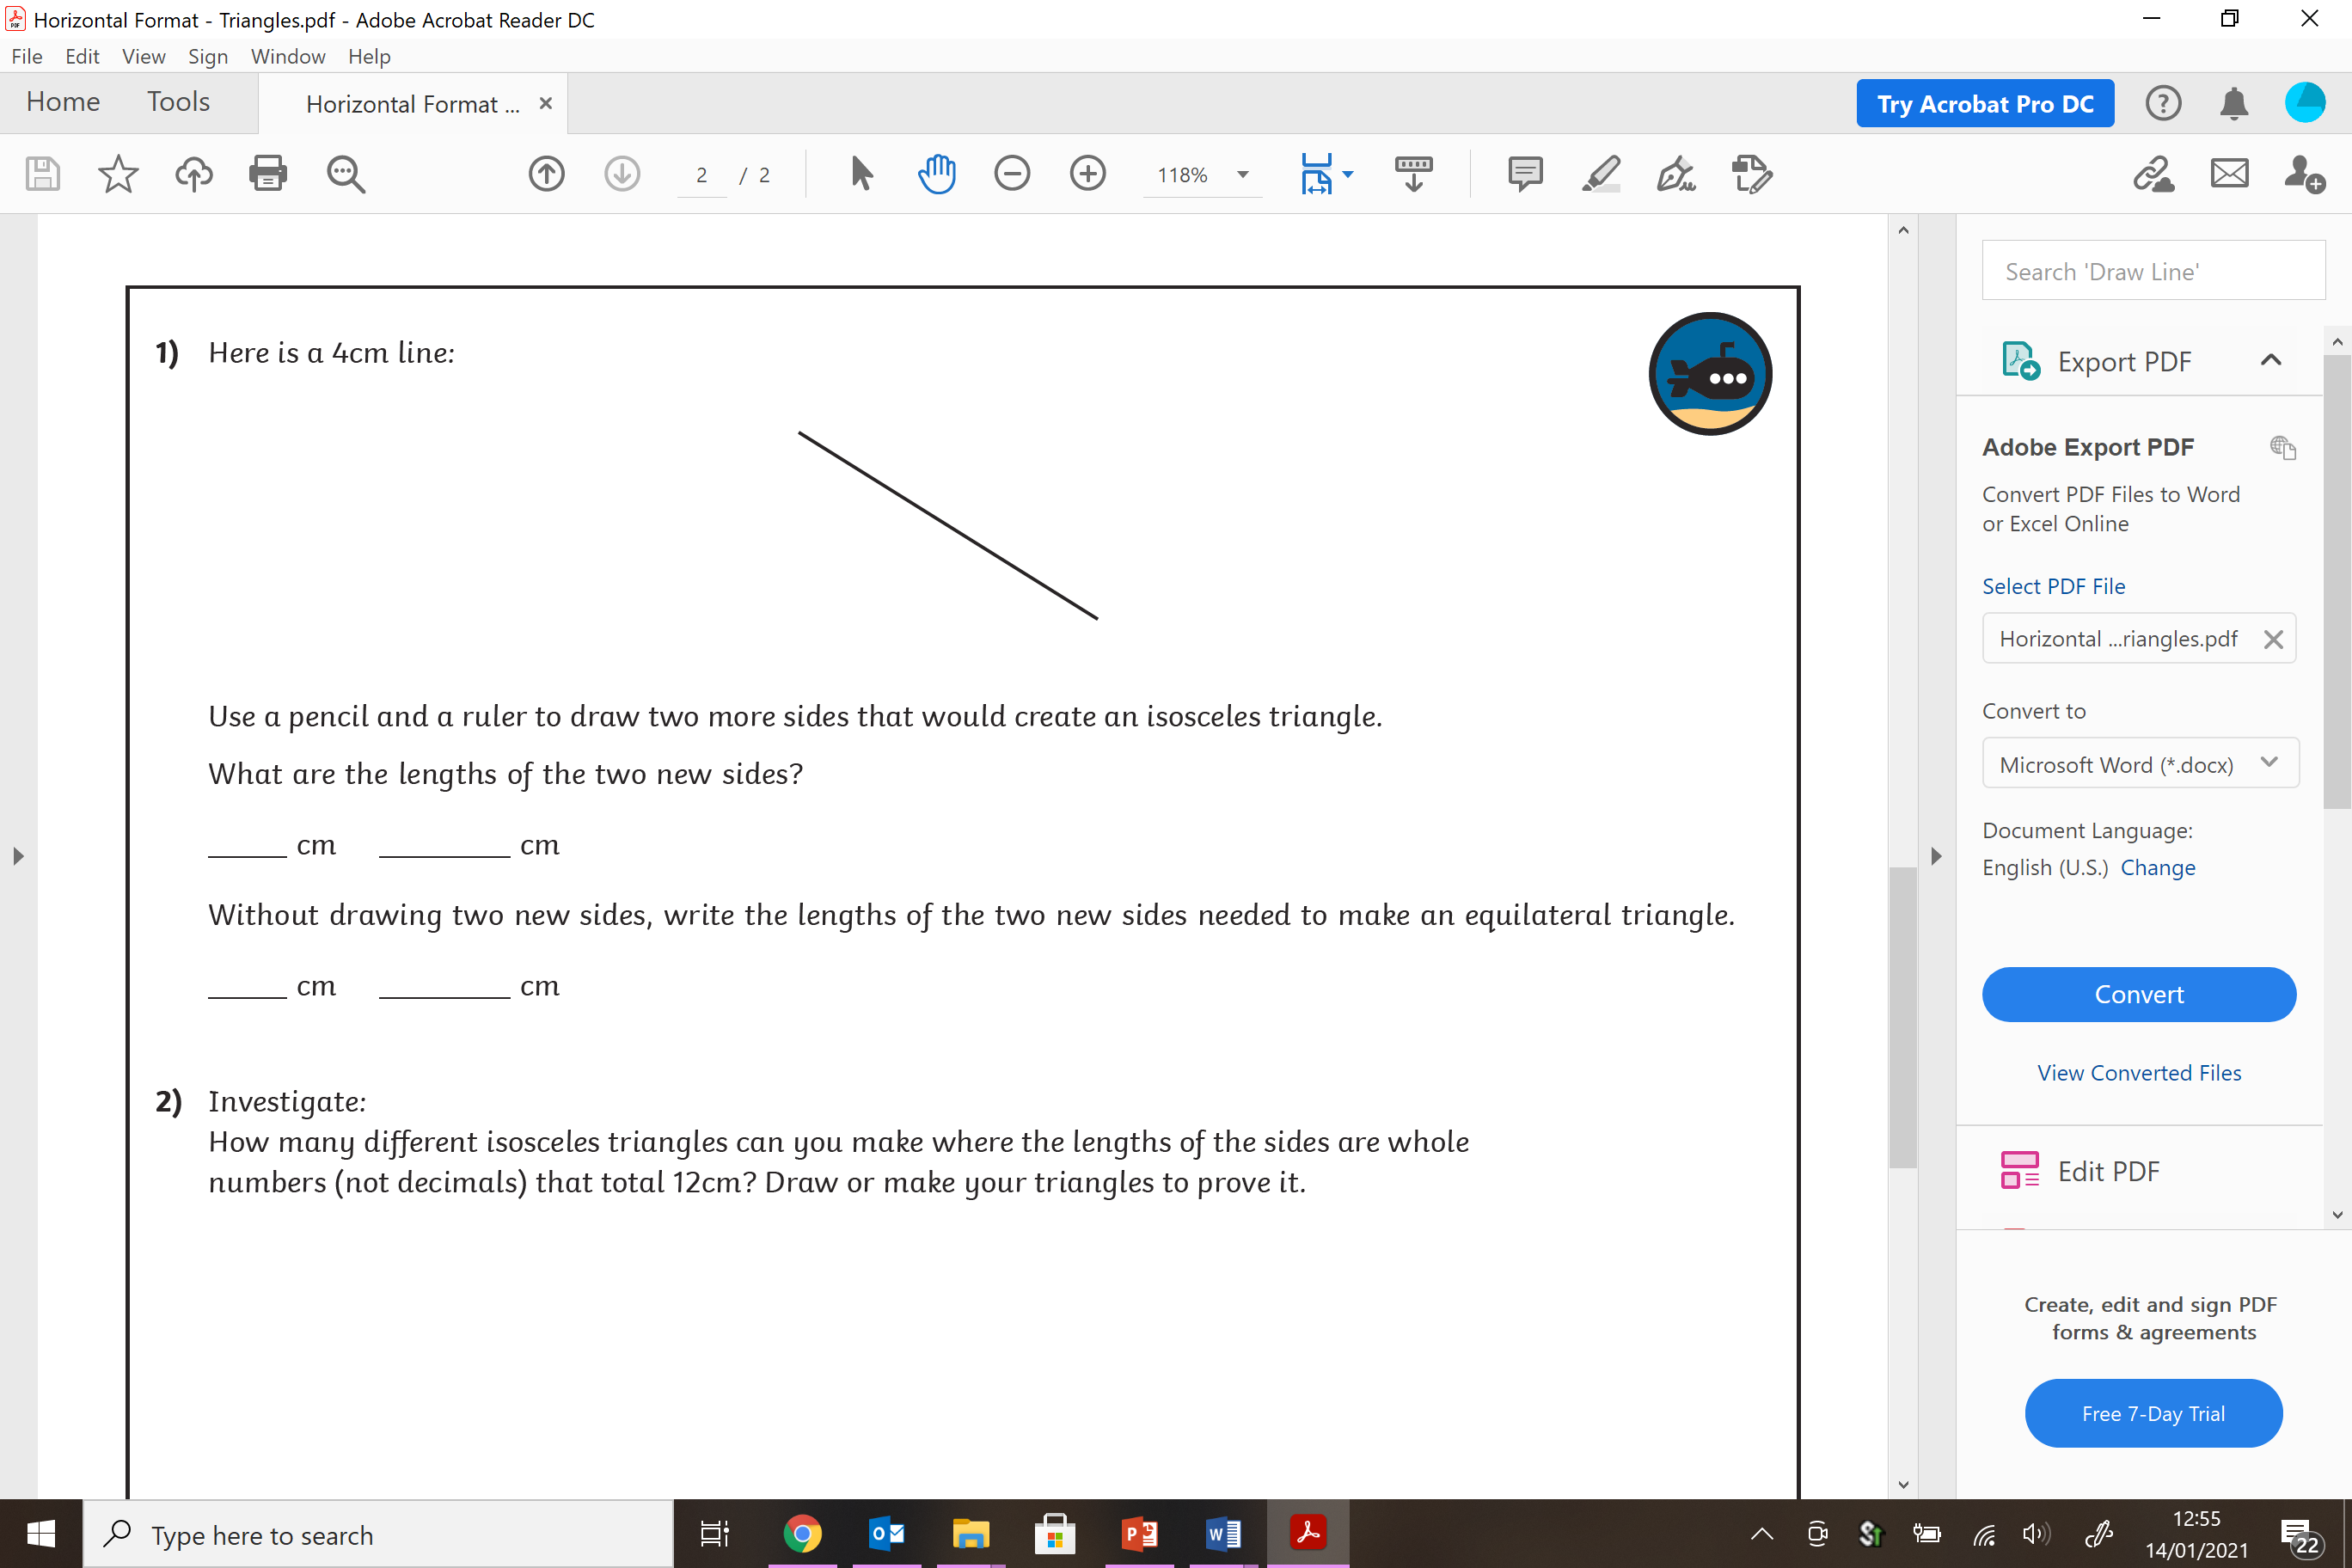 Horizontal Format - Triangles.pdf - Adobe Acrobat Reader DC
File Edit View Sign Window Help
Home Tools Horizontal Format ... Try Acrobat Pro DC
2 / 2 118%
Search 'Draw Line'
1) Here is a 4cm line:
Use a pencil and a ruler to draw two more sides that would create an isosceles triangle.
What are the lengths of the two new sides?
______ cm __________ cm
Without drawing two new sides, write the lengths of the two new sides needed to make an equilateral triangle.
______ cm __________ cm
2) Investigate:
How many different isosceles triangles can you make where the lengths of the sides are whole
numbers (not decimals) that total 12cm? Draw or make your triangles to prove it.
Export PDF
Adobe Export PDF
Convert PDF Files to Word
or Excel Online
Select PDF File
Horizontal ...riangles.pdf
Convert to
Microsoft Word (*.docx)
Document Language:
English (U.S.) Change
Convert
View Converted Files
Edit PDF
Create, edit and sign PDF
forms & agreements
Free 7-Day Trial
Type here to search
12:55
14/01/2021
22